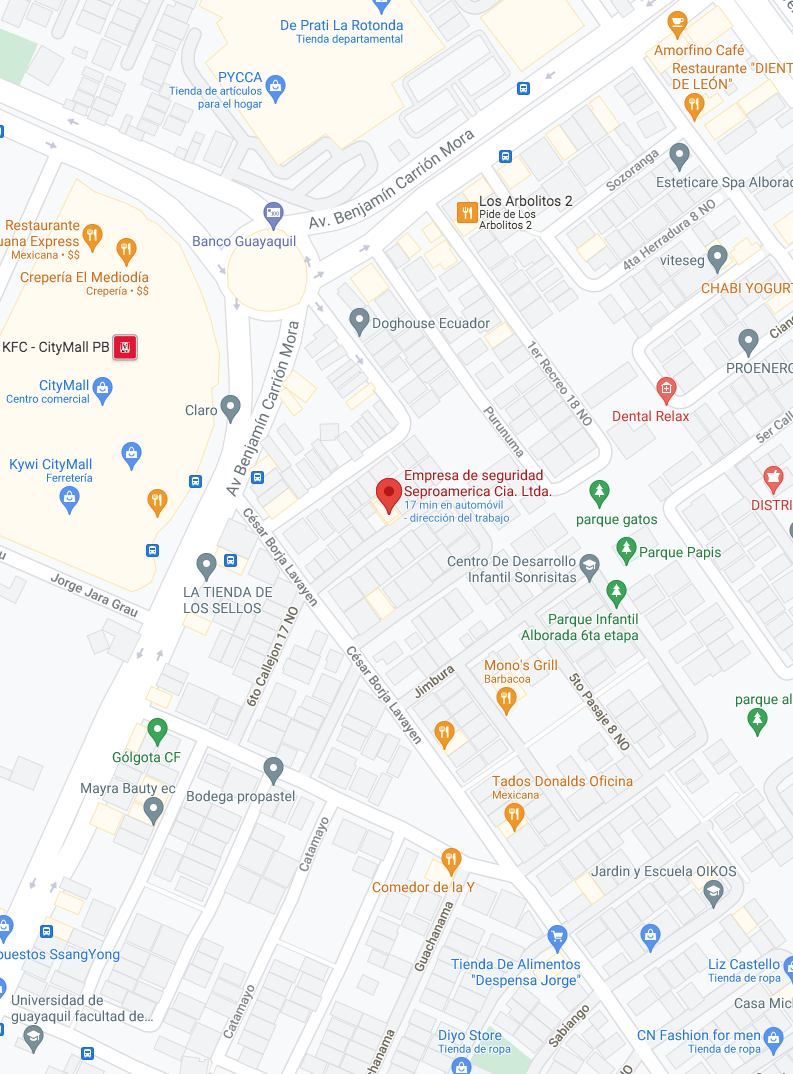 De Prati La Rotonda
Tienda departamental
Amorfino Café
Restaurante "DIENT
DE LEÓN"
PYCCA
Tienda de artículos
para el hogar
Av. Benjamín Carrión Mora
Sozoranga
Esteticare Spa Alborad
Los Arbolitos 2
Pide de Los
Arbolitos 2
Banco Guayaquil
4ta Herradura 8 NO
Restaurante
uana Express
Mexicana • $$
Crepería El Mediodía
Crepería • $$
viteseg
CHABI YOGURT
Doghouse Ecuador
KFC - CityMall PB
Av Benjamín Carrión Mora
1er Recreo 18 NO
Cian
PROENERG
CityMall
Centro comercial
Claro
Purunuma
Dental Relax
5er Call
Kywi CityMall
Ferretería
Empresa de seguridad
Seproamerica Cia. Ltda.
17 min en automóvil
- dirección del trabajo
DISTRI
parque gatos
César Borja Lavayen
Parque Papis
Centro De Desarrollo
Infantil Sonrisitas
Jorge Jara Grau
LA TIENDA DE
LOS SELLOS
Parque Infantil
Alborada 6ta etapa
6to Callejon 17 NO
César Borja Lavayen
Jimbura
Mono's Grill
Barbacoa
5to Pasaje 8 NO
parque al
Gólgota CF
Mayra Bauty ec
Bodega propastel
Tados Donalds Oficina
Mexicana
Catamayo
Comedor de la Y
Jardin y Escuela OIKOS
Guachanama
puestos SsangYong
Tienda De Alimentos
"Despensa Jorge"
Liz Castello
Tienda de ropa
Universidad de
guayaquil facultad de...
Catamayo
Casa Mich
Sabiango
chanama
Diyo Store
Tienda de ropa
CN Fashion for men
Tienda de ropa
NO